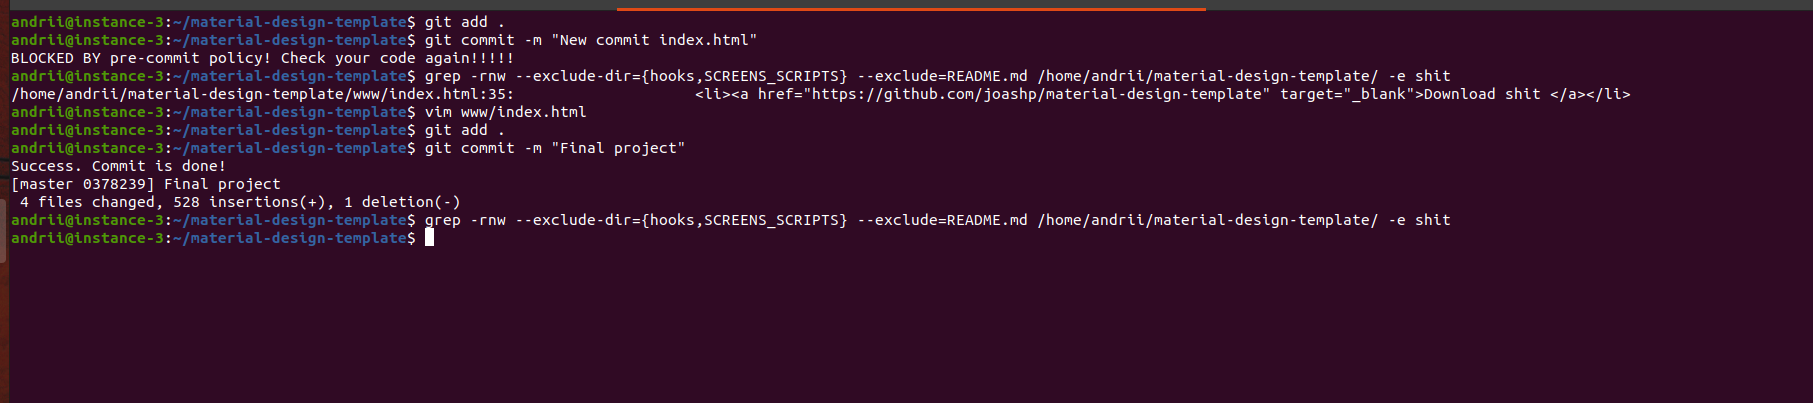 andrii@instance-3:~/material-design-template$ git add .
andrii@instance-3:~/material-design-template$ git commit -m "New commit index.html"
BLOCKED BY pre-commit policy! Check your code again!!!!!
andrii@instance-3:~/material-design-template$ grep -rnw --exclude-dir={hooks,SCREENS_SCRIPTS} --exclude=README.md /home/andrii/material-design-template/ -e shit
/home/andrii/material-design-template/www/index.html:35:                    <li><a href="https://github.com/joashp/material-design-template" target="_blank">Download shit </a></li>
andrii@instance-3:~/material-design-template$ vim www/index.html
andrii@instance-3:~/material-design-template$ git add .
andrii@instance-3:~/material-design-template$ git commit -m "Final project"
Success. Commit is done!
[master 0378239] Final project
 4 files changed, 528 insertions(+), 1 deletion(-)
andrii@instance-3:~/material-design-template$ grep -rnw --exclude-dir={hooks,SCREENS_SCRIPTS} --exclude=README.md /home/andrii/material-design-template/ -e shit
andrii@instance-3:~/material-design-template$